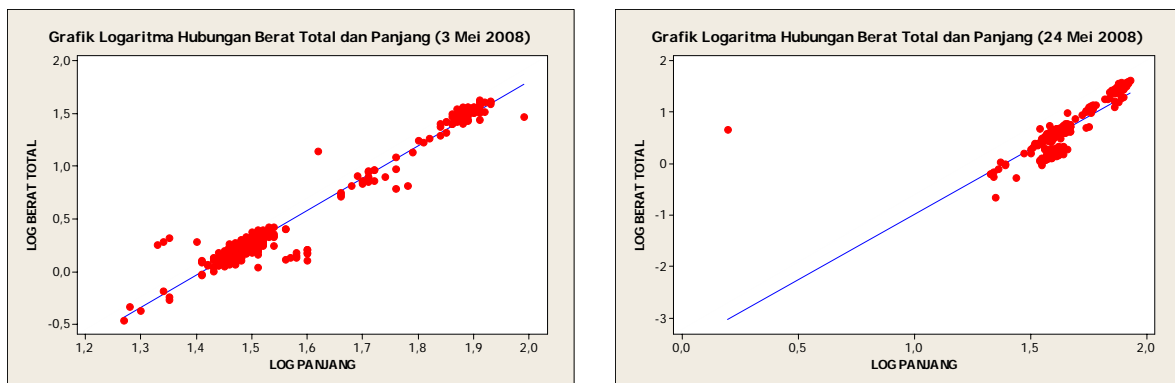 Grafik Logaritma Hubungan Berat Total dan Panjang (3 Mei 2008)
2,0
1,5
1,0
0,5
0,0
-0,5
LOG BERAT TOTAL
1,2 1,3 1,4 1,5 1,6 1,7 1,8 1,9 2,0
LOG PANJANG
Grafik Logaritma Hubungan Berat Total dan Panjang (24 Mei 2008)
2
1
0
-1
-2
-3
LOG BERAT TOTAL
0,0 0,5 1,0 1,5 2,0
LOG PANJANG